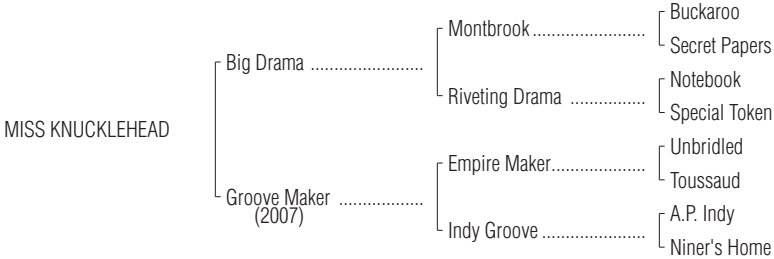 Buckaroo
Montbrook ........................
Secret Papers
Big Drama ........................
Notebook
Riveting Drama ................
Special Token
MISS KNUCKLEHEAD
Unbridled
Empire Maker....................
Toussaud
Groove Maker ..................
(2007)
A.P. Indy
Indy Groove ......................
Niner's Home